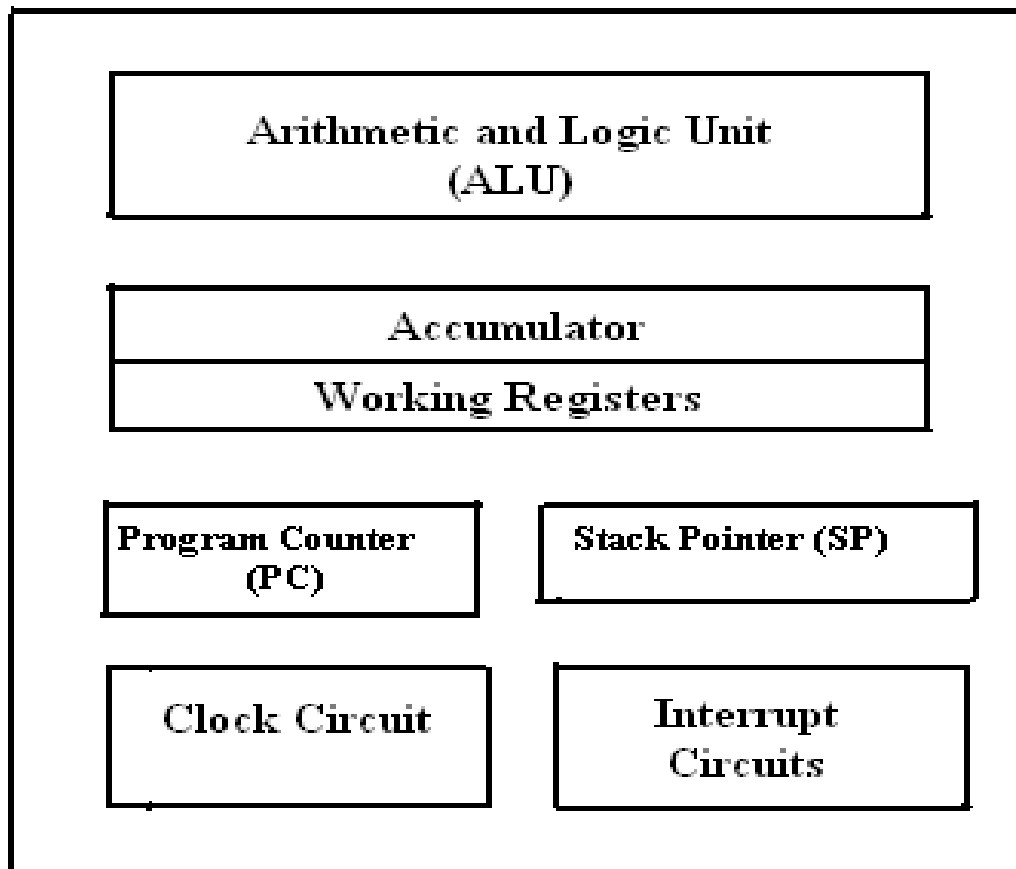 Arithmetic and Logic Unit
(ALU)
Accumulator
Working Registers
Program Counter
(PC)
Stack Pointer (SP)
Clock Circuit
Interrupt
Circuits